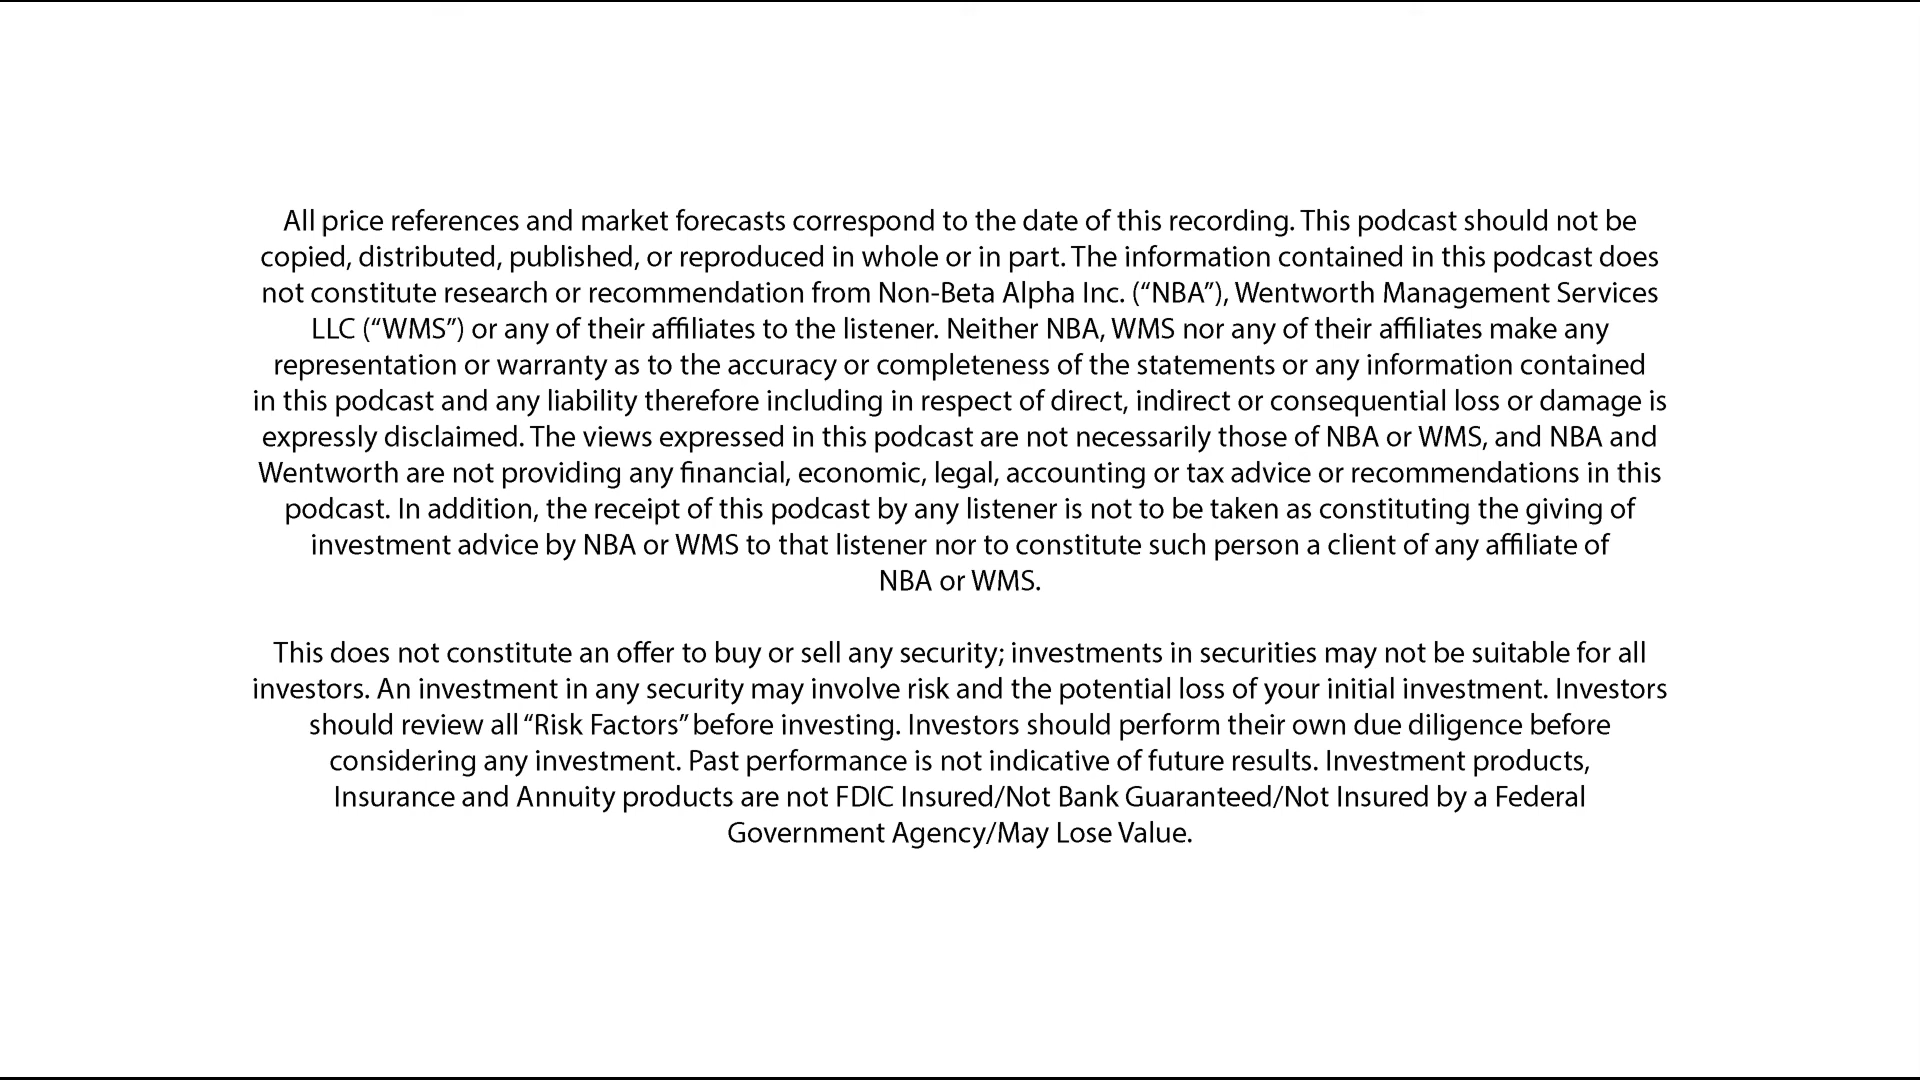 All price references and market forecasts correspond to the date of this recording. This podcast should not be
copied, distributed, published, or reproduced in whole or in part. The information contained in this podcast does
not constitute research or recommendation from Non-Beta Alpha Inc. (“NBA”), Wentworth Management Services
LLC (“WMS”) or any of their affiliates to the listener. Neither NBA, WMS nor any of their affiliates make any
representation or warranty as to the accuracy or completeness of the statements or any information contained
in this podcast and any liability therefore including in respect of direct, indirect or consequential loss or damage is
expressly disclaimed. The views expressed in this podcast are not necessarily those of NBA or WMS, and NBA and
Wentworth are not providing any financial, economic, legal, accounting or tax advice or recommendations in this
podcast. In addition, the receipt of this podcast by any listener is not to be taken as constituting the giving of
investment advice by NBA or WMS to that listener nor to constitute such person a client of any affiliate of
NBA or WMS.
This does not constitute an offer to buy or sell any security; investments in securities may not be suitable for all
investors. An investment in any security may involve risk and the potential loss of your initial investment. Investors
should review all “Risk Factors” before investing. Investors should perform their own due diligence before
considering any investment. Past performance is not indicative of future results. Investment products,
Insurance and Annuity products are not FDIC Insured/Not Bank Guaranteed/Not Insured by a Federal
Government Agency/May Lose Value.